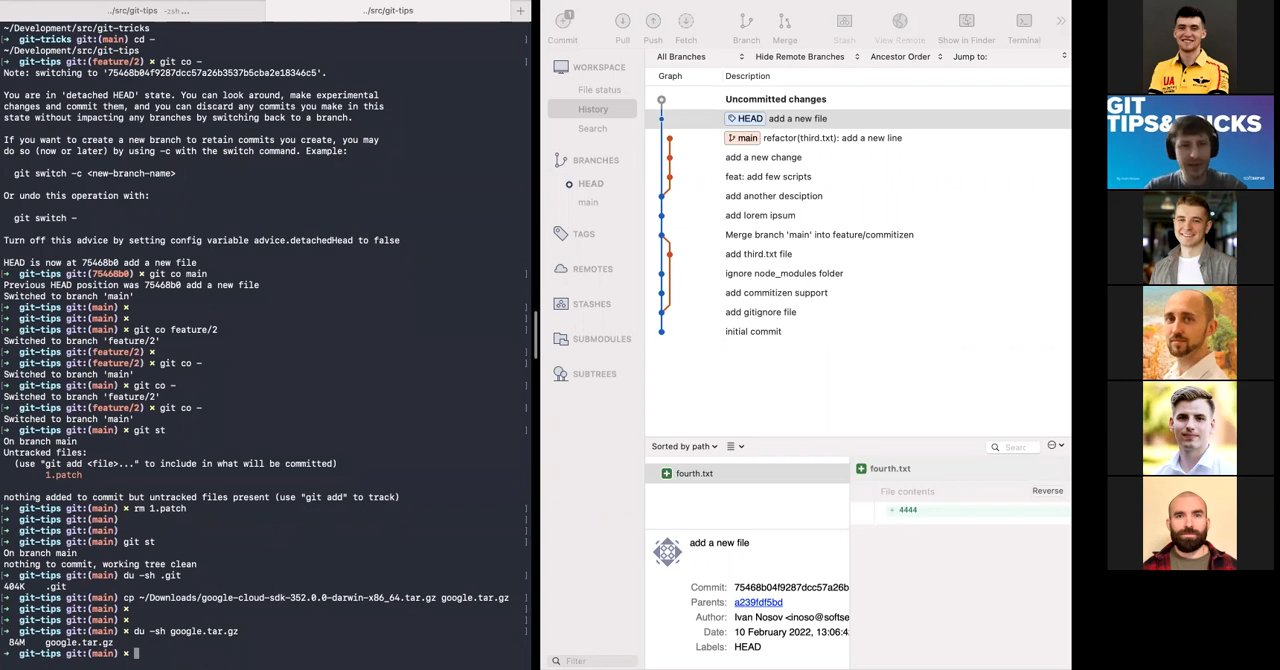 ../src/git-tips -zsh ...
../src/git-tips
+
~/Development/src/git-tricks
➜ git-tricks git:(main) cd -
~/Development/src/git-tips
➜ git-tips git:(feature/2) × git co -
Note: switching to '75468b04f9287dcc57a26b3537b5cba2e18346c5'.
You are in 'detached HEAD' state. You can look around, make experimental
changes and commit them, and you can discard any commits you make in this
state without impacting any branches by switching back to a branch.
If you want to create a new branch to retain commits you create, you may
do so (now or later) by using -c with the switch command. Example:
git switch -c <new-branch-name>
Or undo this operation with:
git switch -
Turn off this advice by setting config variable advice.detachedHead to false
HEAD is now at 75468b0 add a new file
➜ git-tips git:(75468b0) × git co main
Previous HEAD position was 75468b0 add a new file
Switched to branch 'main'
➜ git-tips git:(main) ×
➜ git-tips git:(main) ×
➜ git-tips git:(main) × git co feature/2
Switched to branch 'feature/2'
➜ git-tips git:(feature/2) ×
➜ git-tips git:(feature/2) × git co -
Switched to branch 'main'
➜ git-tips git:(main) × git co -
Switched to branch 'feature/2'
➜ git-tips git:(feature/2) × git co -
Switched to branch 'main'
➜ git-tips git:(main) × git st
On branch main
Untracked files:
(use "git add <file>..." to include in what will be committed)
1.patch
nothing added to commit but untracked files present (use "git add" to track)
➜ git-tips git:(main) × rm 1.patch
➜ git-tips git:(main)
➜ git-tips git:(main)
➜ git-tips git:(main) git st
On branch main
nothing to commit, working tree clean
➜ git-tips git:(main) du -sh .git
404K .git
➜ git-tips git:(main) cp ~/Downloads/google-cloud-sdk-352.0.0-darwin-x86_64.tar.gz google.tar.gz
➜ git-tips git:(main) ×
➜ git-tips git:(main) ×
➜ git-tips git:(main) × du -sh google.tar.gz
84M google.tar.gz
➜ git-tips git:(main) ×
1
Commit Pull Push Fetch Branch Merge Stash View Remote Show in Finder Terminal
WORKSPACE
File status
History
Search
BRANCHES
HEAD
main
TAGS
REMOTES
STASHES
SUBMODULES
SUBTREES
Filter
All Branches Hide Remote Branches Ancestor Order Jump to:
Graph Description
Uncommitted changes
HEAD add a new file
main refactor(third.txt): add a new line
add a new change
feat: add few scripts
add another desciption
add lorem ipsum
Merge branch 'main' into feature/commitizen
add third.txt file
ignore node_modules folder
add commitizen support
add gitignore file
initial commit
Sorted by path
Searc
fourth.txt
fourth.txt
File contents Reverse
+ 4444
add a new file
Commit: 75468b04f9287dcc57a26b
Parents: a239fdf5bd
Author: Ivan Nosov <inoso@softse
Date: 10 February 2022, 13:06:4
Labels: HEAD
UA
GIT
TIPS&TRICKS
softserve